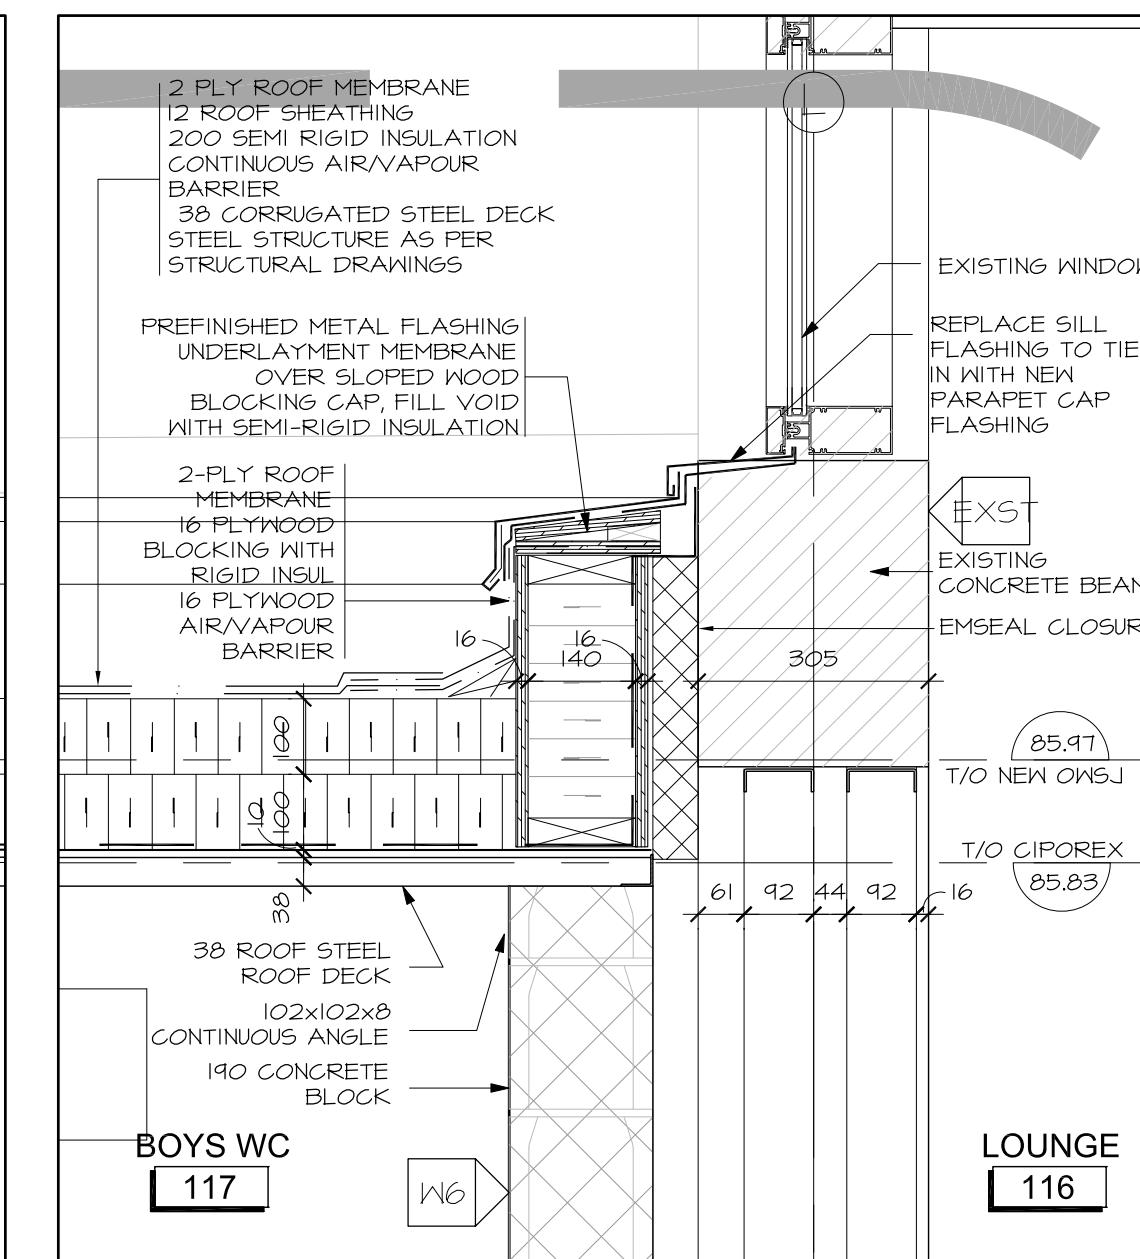 2 PLY ROOF MEMBRANE
12 ROOF SHEATHING
200 SEMI RIGID INSULATION
CONTINUOUS AIR/VAPOUR
BARRIER
38 CORRUGATED STEEL DECK
STEEL STRUCTURE AS PER
STRUCTURAL DRAWINGS
PREFINISHED METAL FLASHING
UNDERLAYMENT MEMBRANE
OVER SLOPED WOOD
BLOCKING CAP, FILL VOID
WITH SEMI-RIGID INSULATION
2-PLY ROOF
MEMBRANE
16 PLYWOOD
BLOCKING WITH
RIGID INSUL
16 PLYWOOD
AIR/VAPOUR
BARRIER
EXISTING WINDOW
REPLACE SILL
FLASHING TO TIE
IN WITH NEW
PARAPET CAP
FLASHING
EXST
EXISTING
CONCRETE BEAM
EMSEAL CLOSUR
16
16
140
305
100
100
10
38
85.97
T/O NEW OWSJ
T/O CIPOREX
85.83
61 92 44 92 16
38 ROOF STEEL
ROOF DECK
102x102x8
CONTINUOUS ANGLE
190 CONCRETE
BLOCK
BOYS WC
117
W6
LOUNGE
116